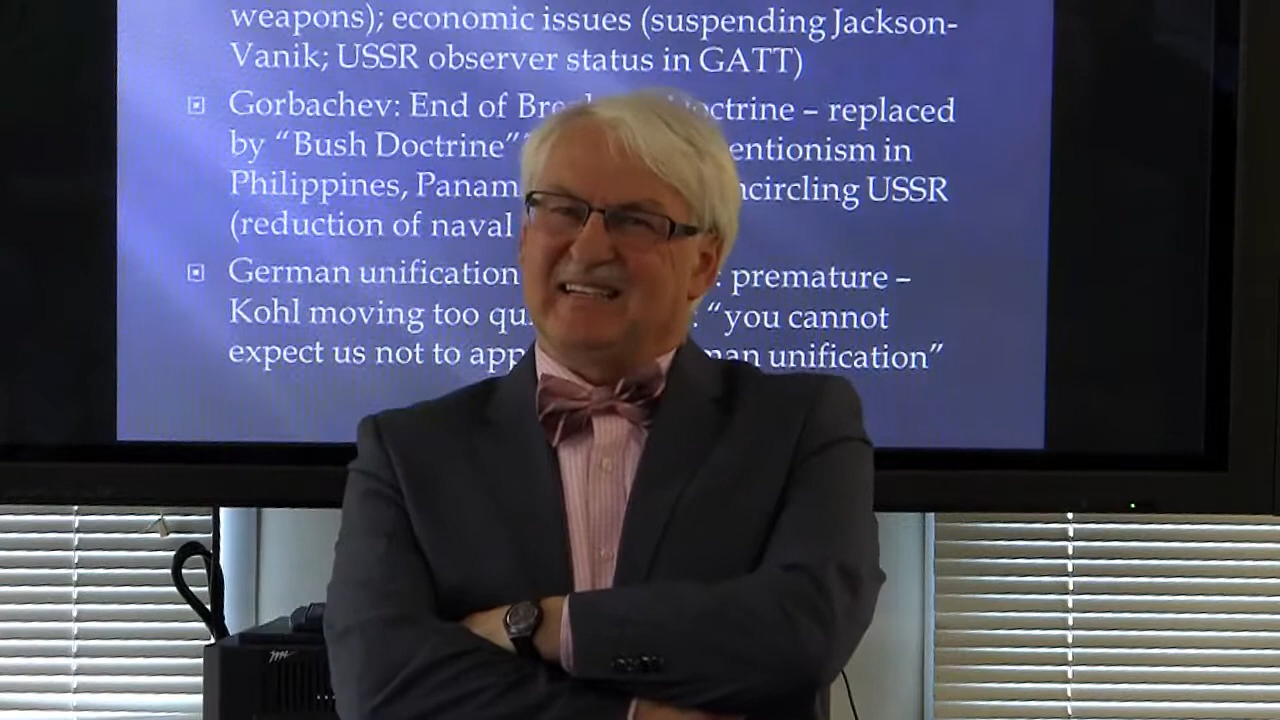 weapons); economic issues (suspending Jackson-
Vanik; USSR observer status in GATT)
Gorbachev: End of octrine – replaced
by “Bush Doctrine” entionism in
Philippines, Panam ncircling USSR
(reduction of naval
German unification : premature –
Kohl moving too qu : “you cannot
expect us not to app man unification”